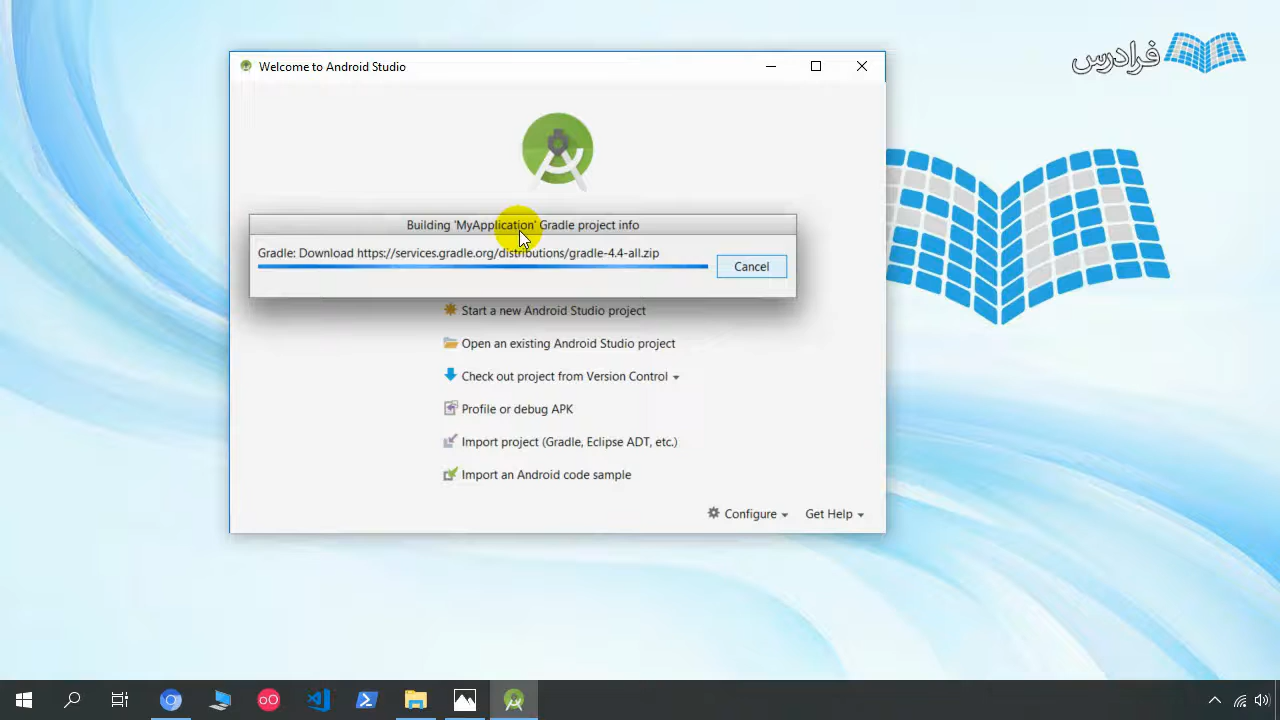 فرادرس
Welcome to Android Studio
Building 'MyApplication' Gradle project info
Gradle: Download https://services.gradle.org/distributions/gradle-4.4-all.zip
Cancel
Start a new Android Studio project
Open an existing Android Studio project
Check out project from Version Control
Profile or debug APK
Import project (Gradle, Eclipse ADT, etc.)
Import an Android code sample
Configure
Get Help